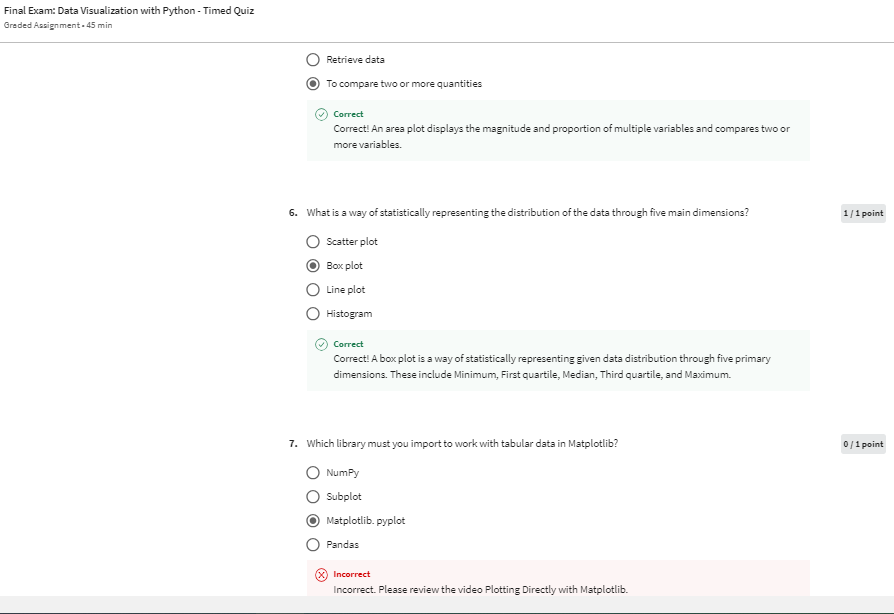 Final Exam: Data Visualization with Python - Timed Quiz
Graded Assignment • 45 min
Retrieve data
To compare two or more quantities
Correct
Correct! An area plot displays the magnitude and proportion of multiple variables and compares two or
more variables.
6. What is a way of statistically representing the distribution of the data through five main dimensions?
1 / 1 point
Scatter plot
Box plot
Line plot
Histogram
Correct
Correct! A box plot is a way of statistically representing given data distribution through five primary
dimensions. These include Minimum, First quartile, Median, Third quartile, and Maximum.
7. Which library must you import to work with tabular data in Matplotlib?
0 / 1 point
NumPy
Subplot
Matplotlib. pyplot
Pandas
Incorrect
Incorrect. Please review the video Plotting Directly with Matplotlib.